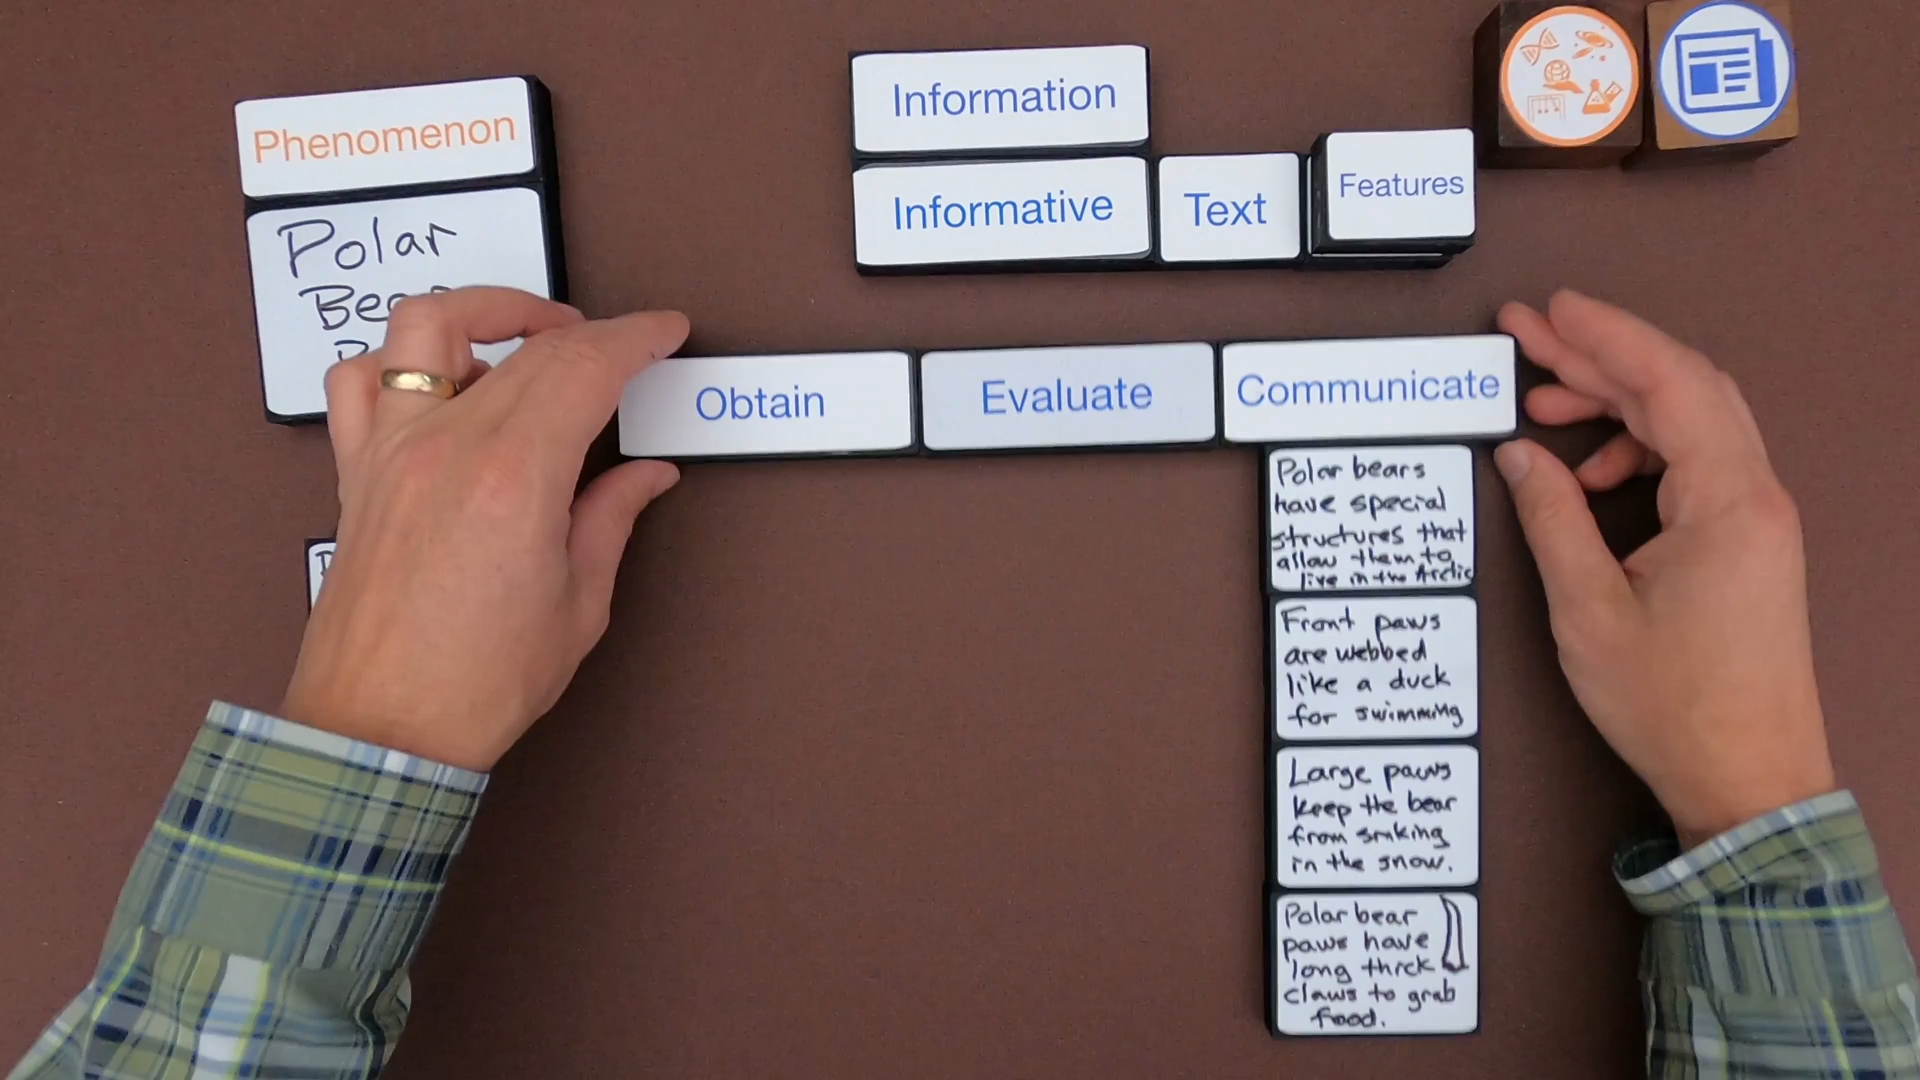 Phenomenon
Polar
Information
Informative Text Features
Obtain Evaluate Communicate
Polar bears
have special
structures that
allow them to
live in the Arctic
Front paws
are webbed
like a duck
for swimming
Large paws
keep the bear
from sinking
in the snow.
Polar bear
paws have
long thick
claws to grab
food.